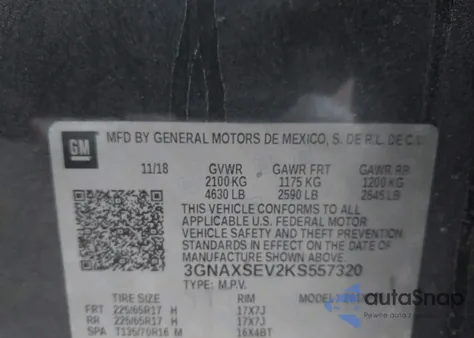 GM
MFD BY GENERAL MOTORS DE MEXICO, S. DE R.L. DE C.V.
11/18 GVWR GAWR FRT GAWR RR
2100 KG 1175 KG 1200 KG
4630 LB 2590 LB 2645 LB
THIS VEHICLE CONFORMS TO ALL
APPLICABLE U.S. FEDERAL MOTOR
VEHICLE SAFETY AND THEFT PREVENTION
STANDARDS IN EFFECT ON THE DATE OF
MANUFACTURE SHOWN ABOVE.
3GNAXSEV2KS557320
TYPE: M.P.V.
TIRE SIZE RIM
FRT 225/65R17 H 17X7J
RR 225/65R17 H 17X7J
SPA T135/70R16 M 16X4BT
autoSnap